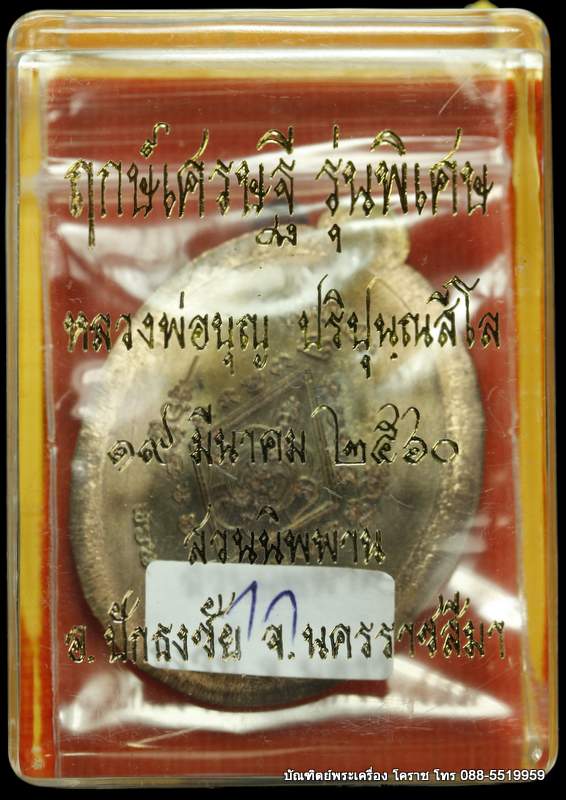 ฤกษ์เศรษฐี รุ่นพิเศษ
หลวงพ่อบุญ ปริปุนฺณสีโล
๑๙ มีนาคม ๒๕๖๐
สวนนิพพาน
อ.ปักธงชัย จ.นครราชสีมา
บัณฑิตย์พระเครื่อง โคราช โทร 088-5519959